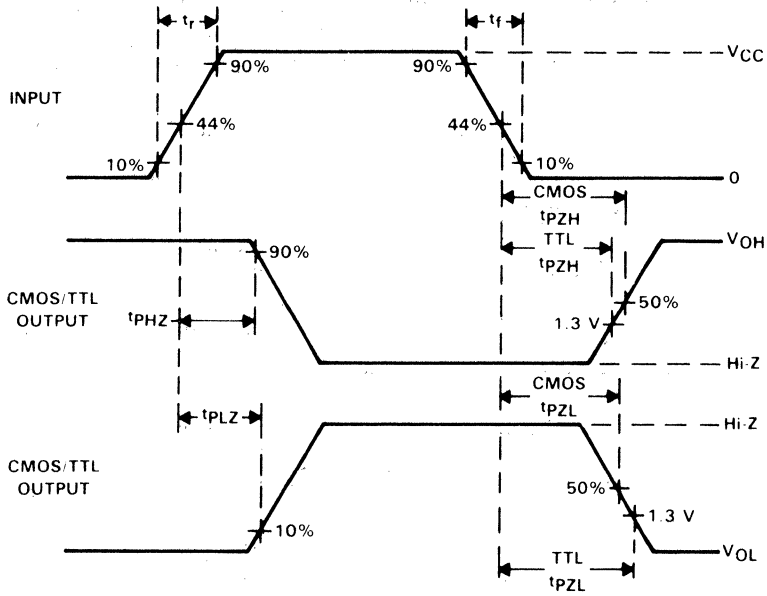 tr
tf
VCC
90%
90%
INPUT
44%
44%
10%
10%
0
CMOS
tPZH
TTL
tPZH
VOH
90%
CMOS/TTL
OUTPUT
tPHZ
50%
1.3 V
Hi-Z
CMOS
tPZL
tPLZ
Hi-Z
CMOS/TTL
OUTPUT
50%
1.3 V
10%
VOL
TTL
tPZL